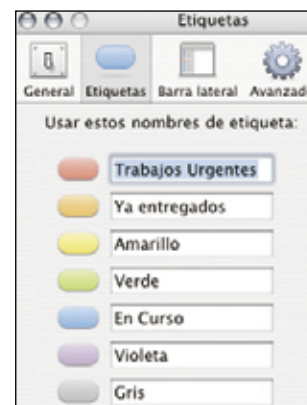 Etiquetas
General Etiquetas Barra lateral Avanzad
Usar estos nombres de etiqueta:
Trabajos Urgentes
Ya entregados
Amarillo
Verde
En Curso
Violeta
Gris